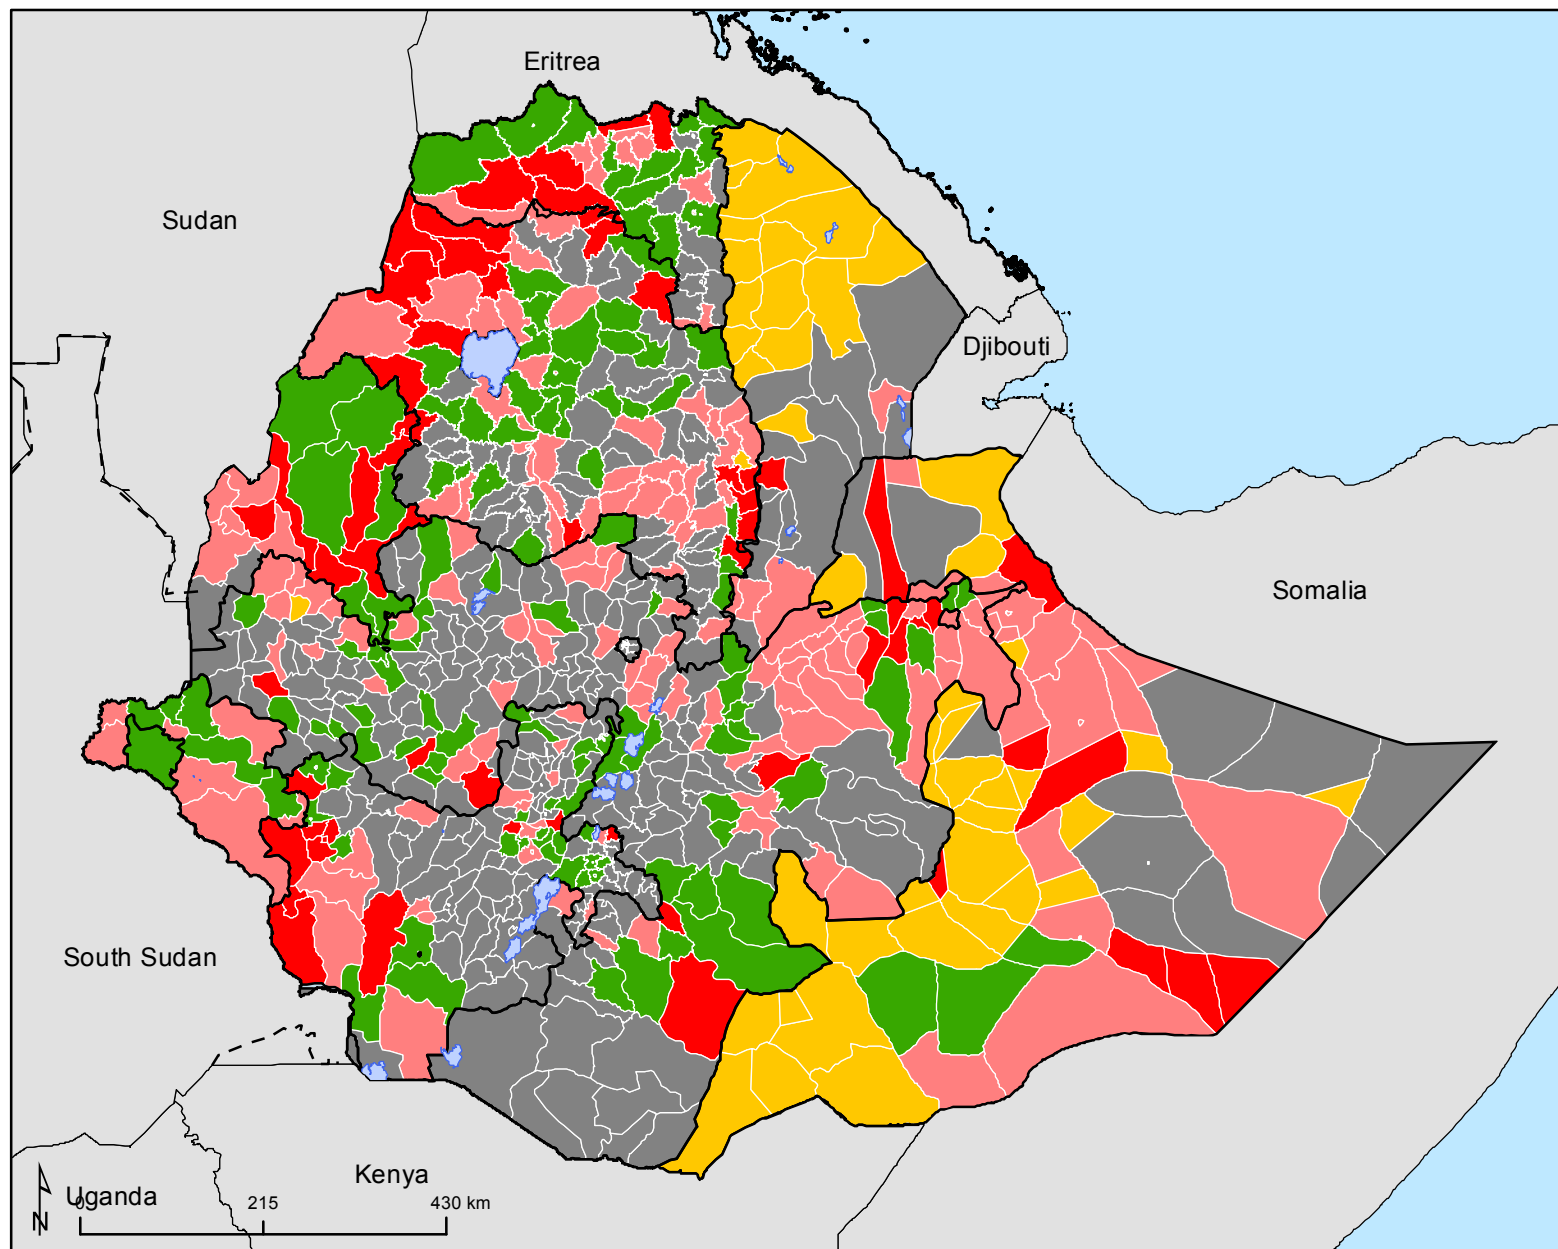 Eritrea
Sudan
Djibouti
Somalia
South Sudan
Kenya
Uganda
N
0 215 430 km